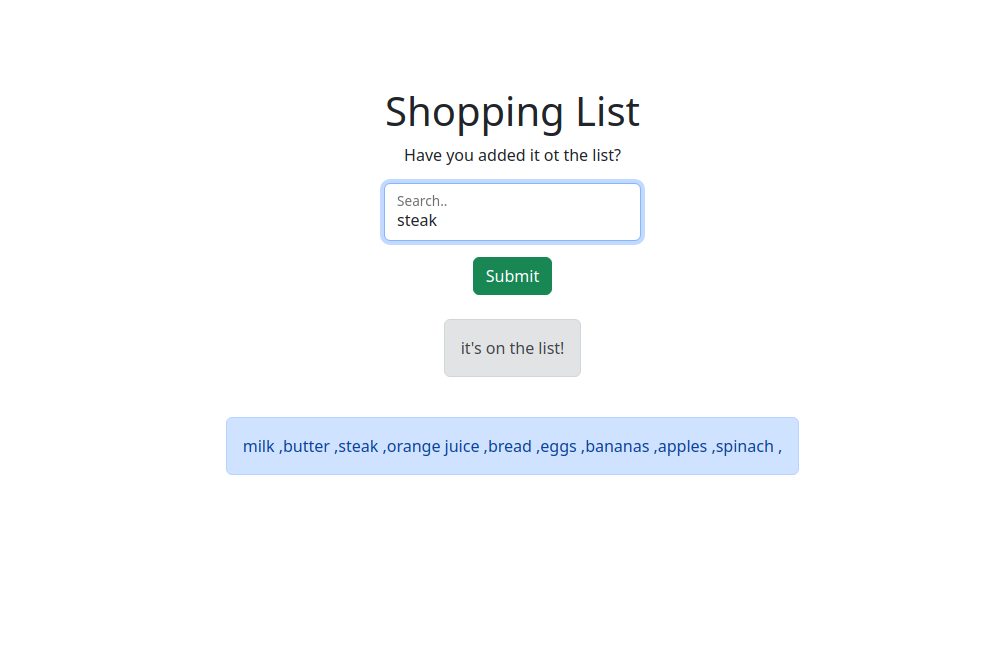 Shopping List
Have you added it ot the list?
Search..
steak
Submit
it's on the list!
milk ,butter ,steak ,orange juice ,bread ,eggs ,bananas ,apples ,spinach ,